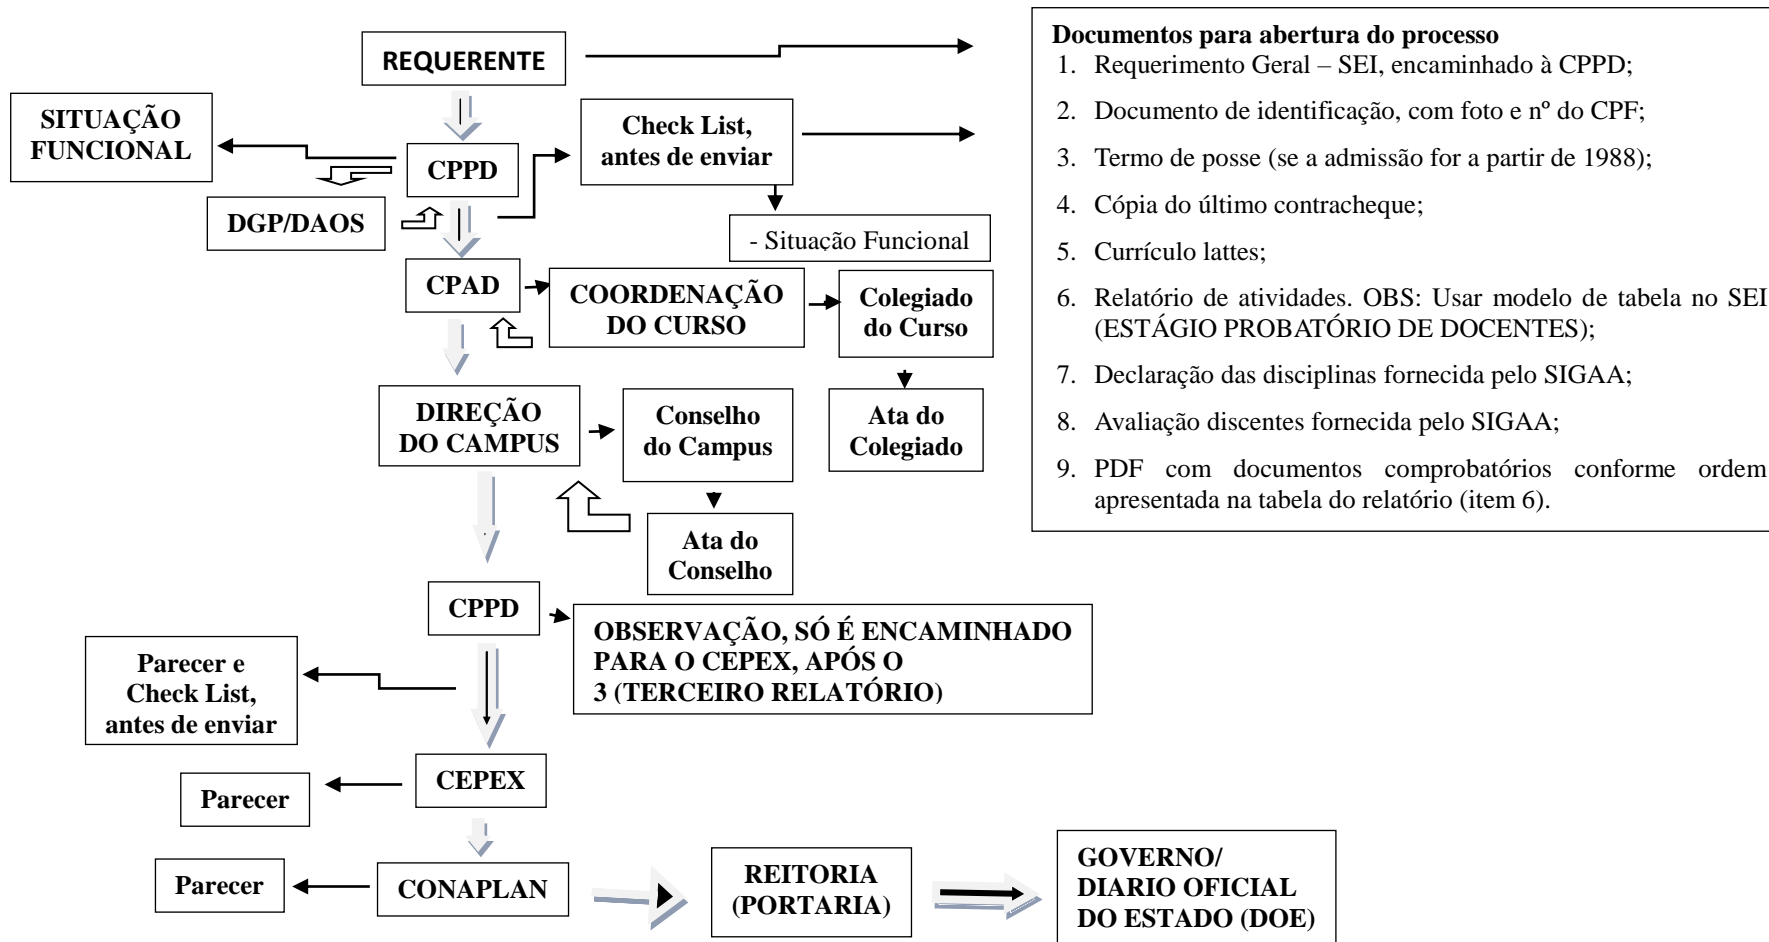 REQUERENTE
SITUAÇÃO
FUNCIONAL
CPPD
Check List,
antes de enviar
DGP/DAOS
- Situação Funcional
CPAD
COORDENAÇÃO
DO CURSO
Colegiado
do Curso
DIREÇÃO
DO CAMPUS
Conselho
do Campus
Ata do
Colegiado
Ata do
Conselho
CPPD
OBSERVAÇÃO, SÓ É ENCAMINHADO
PARA O CEPEX, APÓS O
3 (TERCEIRO RELATÓRIO)
Parecer e
Check List,
antes de enviar
CEPEX
Parecer
CONAPLAN
Parecer
REITORIA
(PORTARIA)
GOVERNO/
DIARIO OFICIAL
DO ESTADO (DOE)
Documentos para abertura do processo
1. Requerimento Geral – SEI, encaminhado à CPPD;
2. Documento de identificação, com foto e nº do CPF;
3. Termo de posse (se a admissão for a partir de 1988);
4. Cópia do último contracheque;
5. Currículo lattes;
6. Relatório de atividades. OBS: Usar modelo de tabela no SEI
(ESTÁGIO PROBATÓRIO DE DOCENTES);
7. Declaração das disciplinas fornecida pelo SIGAA;
8. Avaliação discentes fornecida pelo SIGAA;
9. PDF com documentos comprobatórios conforme ordem
apresentada na tabela do relatório (item 6).